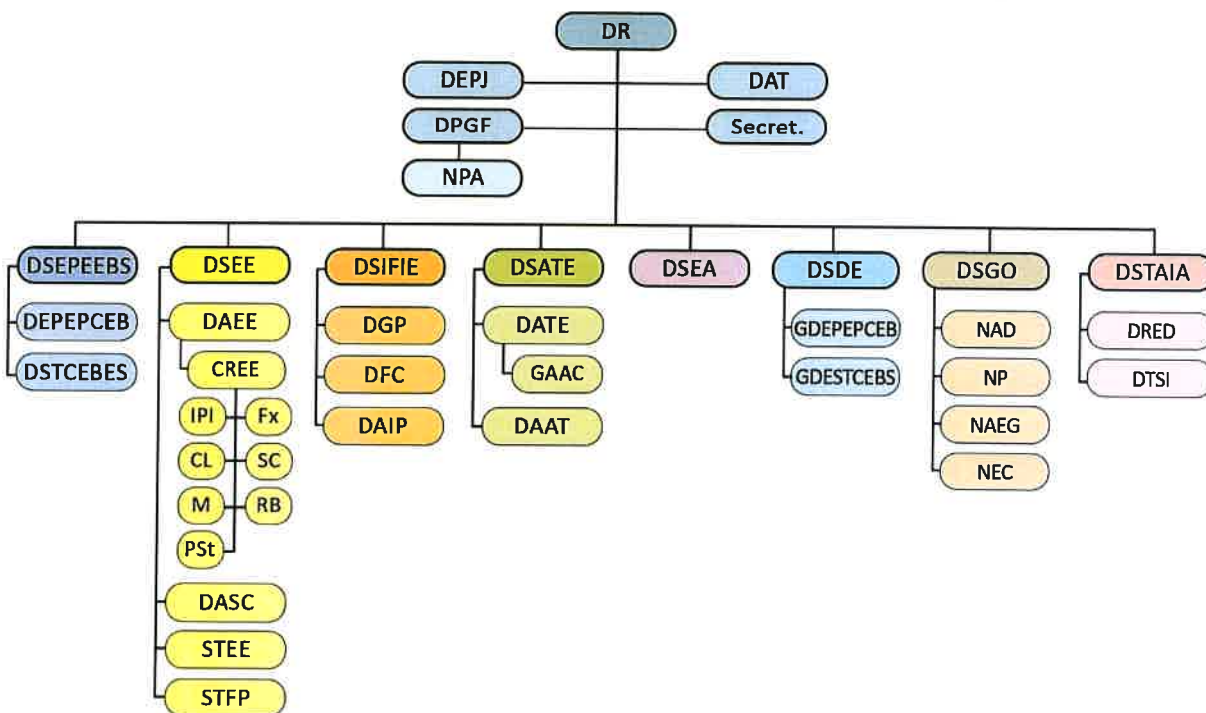 DR
DEPJ
DAT
DPGF
Secret.
NPA
DSEPEEBS
DSEE
DSIFIE
DSATE
DSEA
DSDE
DSGO
DSTAIA
DEPEPCEB
DAEE
DGP
DATE
GDEPEPCEB
NAD
DRED
DSTCEBES
CREE
DFC
GAAC
GDESTCEBS
NP
DTSI
IPI
Fx
DAIP
DAAT
NAEG
CL
SC
NEC
M
RB
PSt
DASC
STEE
STFP